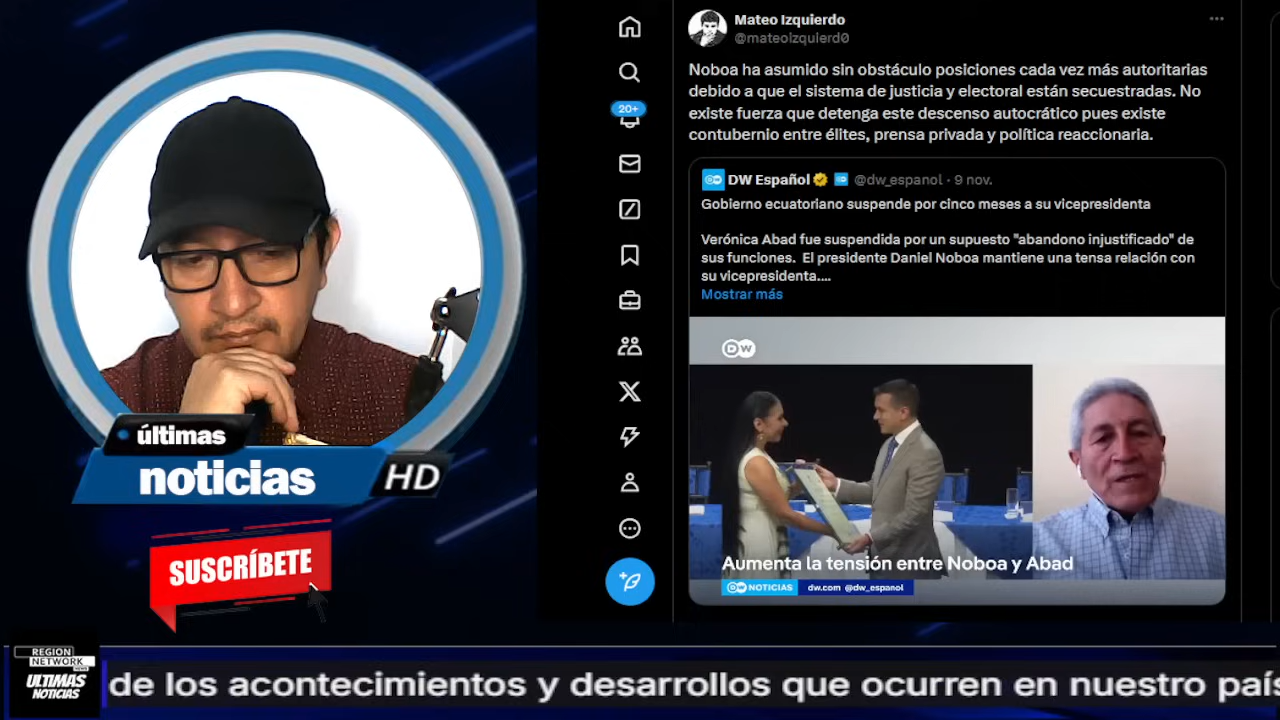 Mateo Izquierdo
@mateoIzquierd0
Noboa ha asumido sin obstáculo posiciones cada vez más autoritarias
debido a que el sistema de justicia y electoral están secuestradas. No
existe fuerza que detenga este descenso autocrático pues existe
contubernio entre élites, prensa privada y política reaccionaria.
20+
DW Español @dw_espanol · 9 nov.
Gobierno ecuatoriano suspende por cinco meses a su vicepresidenta
Verónica Abad fue suspendida por un supuesto "abandono injustificado" de
sus funciones. El presidente Daniel Noboa mantiene una tensa relación con
su vicepresidenta....
Mostrar más
DW
Aumenta la tensión entre Noboa y Abad
DW NOTICIAS dw.com @dw_espanol
últimas
noticias HD
SUSCRÍBETE
REGION
NETWORK
ULTIMAS
NOTICIAS
de los acontecimientos y desarrollos que ocurren en nuestro país